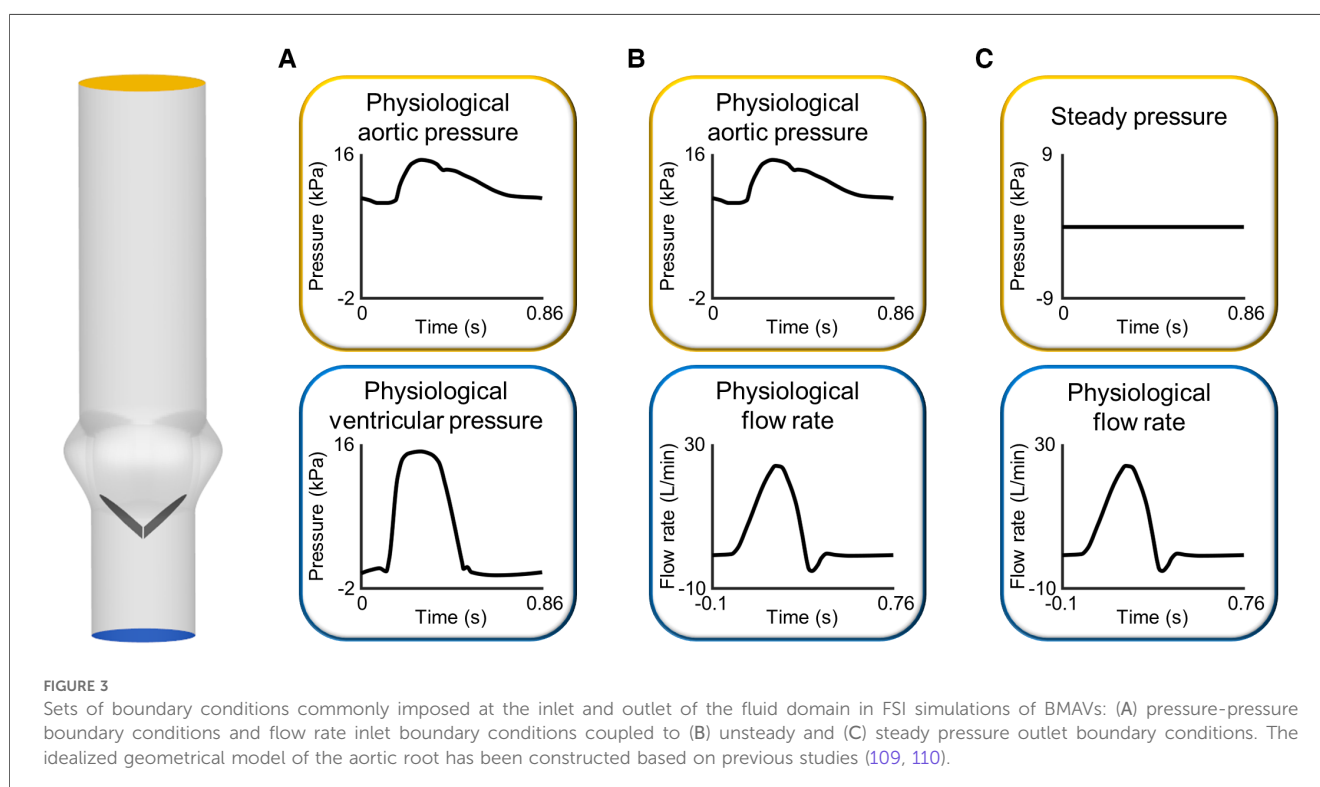 A
B
C
Physiological
aortic pressure
16
Pressure (kPa)
-2
0
0.86
Time (s)
Physiological
aortic pressure
16
Pressure (kPa)
-2
0
0.86
Time (s)
Steady pressure
9
Pressure (kPa)
-9
0
0.86
Time (s)
Physiological
ventricular pressure
16
Pressure (kPa)
-2
0
0.86
Time (s)
Physiological
flow rate
30
Flow rate (L/min)
-10
-0.1
0.76
Time (s)
Physiological
flow rate
30
Flow rate (L/min)
-10
-0.1
0.76
Time (s)
FIGURE 3
Sets of boundary conditions commonly imposed at the inlet and outlet of the fluid domain in FSI simulations of BMAVs: (A) pressure-pressure
boundary conditions and flow rate inlet boundary conditions coupled to (B) unsteady and (C) steady pressure outlet boundary conditions. The
idealized geometrical model of the aortic root has been constructed based on previous studies (109, 110).